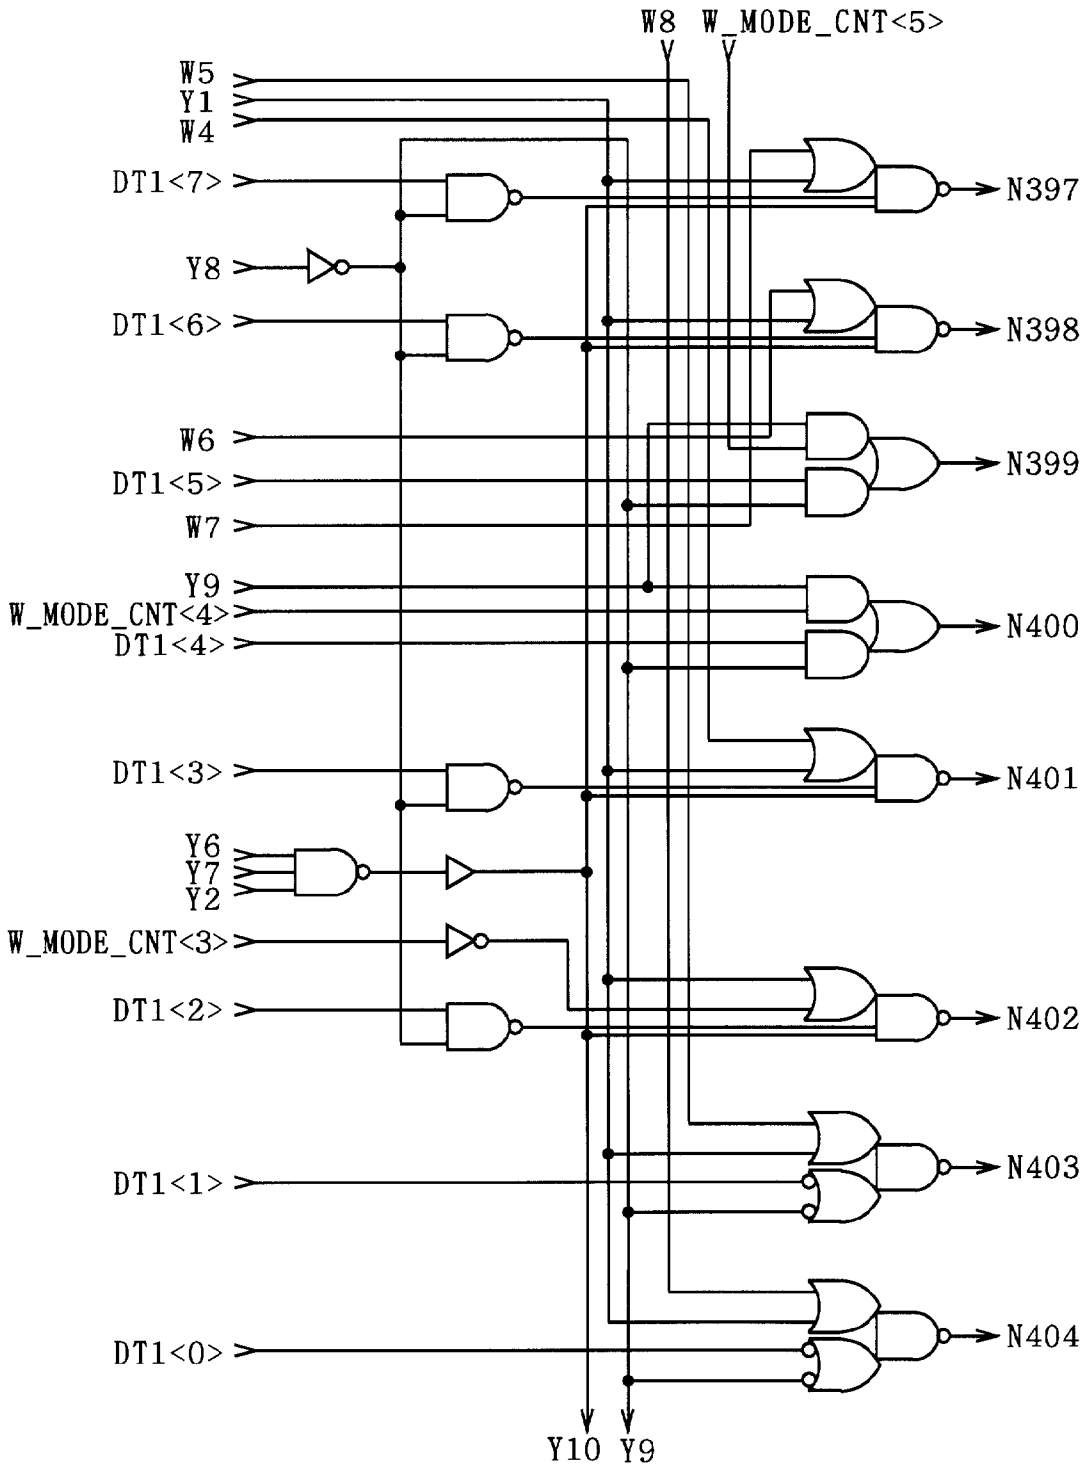 W8 W_MODE_CNT<5>
W5
Y1
W4
DT1<7>
N397
Y8
DT1<6>
N398
W6
N399
DT1<5>
W7
Y9
W_MODE_CNT<4>
N400
DT1<4>
DT1<3>
N401
Y6
Y7
Y2
W_MODE_CNT<3>
DT1<2>
N402
N403
DT1<1>
N404
DT1<0>
Y10 Y9